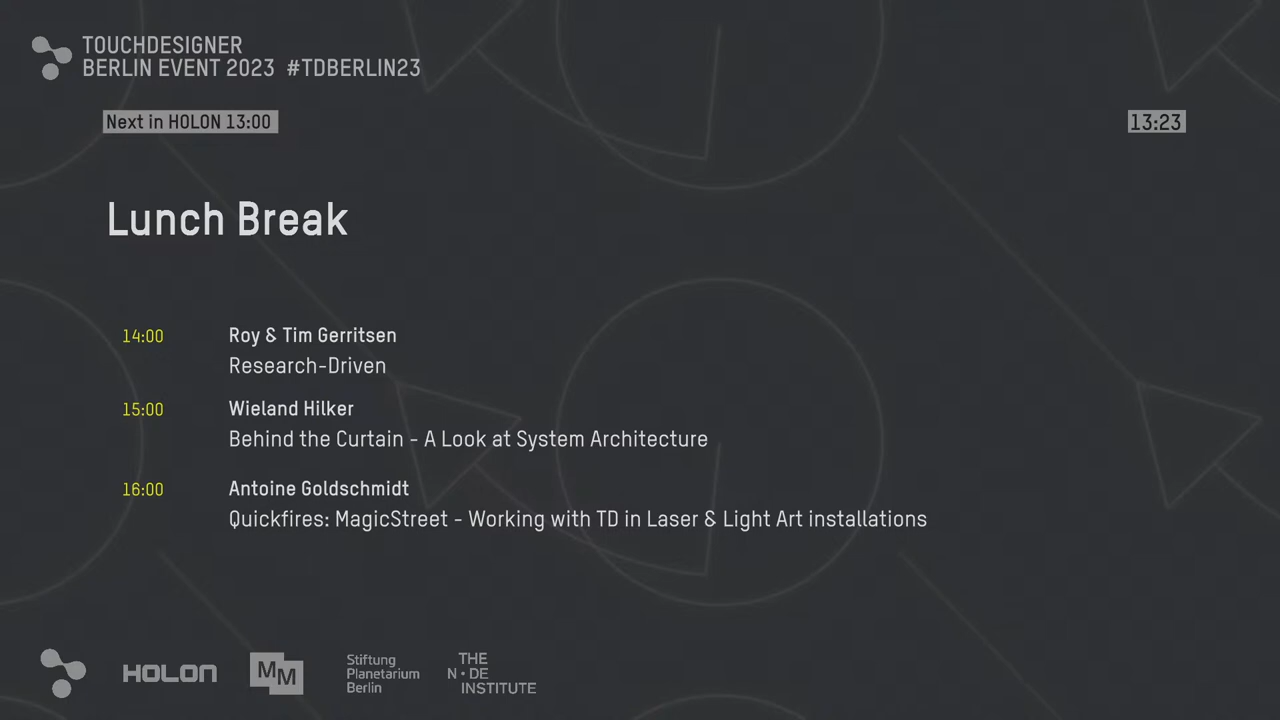 TOUCHDESIGNER
BERLIN EVENT 2023 #TDBERLIN23
Next in HOLON 13:00
13:23
Lunch Break
14:00 Roy & Tim Gerritsen
Research-Driven
15:00 Wieland Hilker
Behind the Curtain - A Look at System Architecture
16:00 Antoine Goldschmidt
Quickfires: MagicStreet - Working with TD in Laser & Light Art installations
HOLON
MM
Stiftung
Planetarium
Berlin
THE
N•DE
INSTITUTE